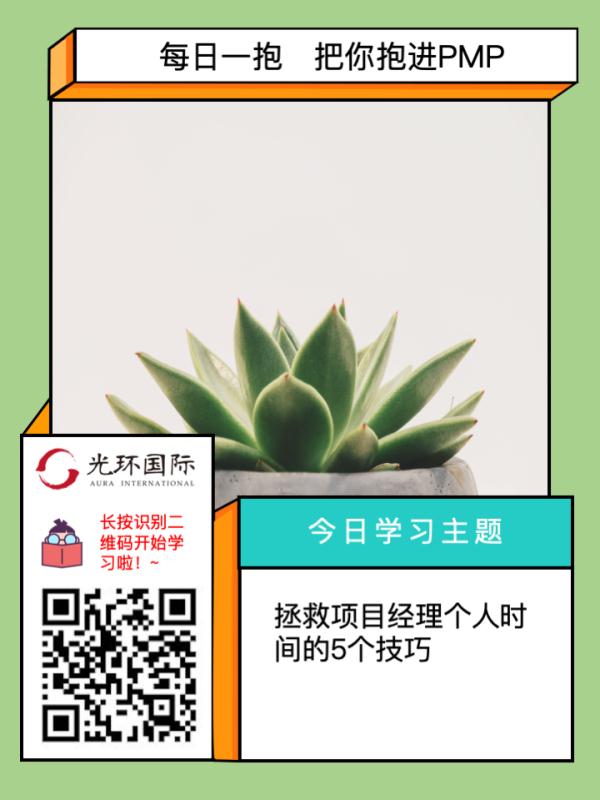 每日一抱 把你抱进PMP
光环国际
AURA INTERNATIONAL
长按识别二
维码开始学
习啦！~
今日学习主题
拯救项目经理个人时
间的5个技巧